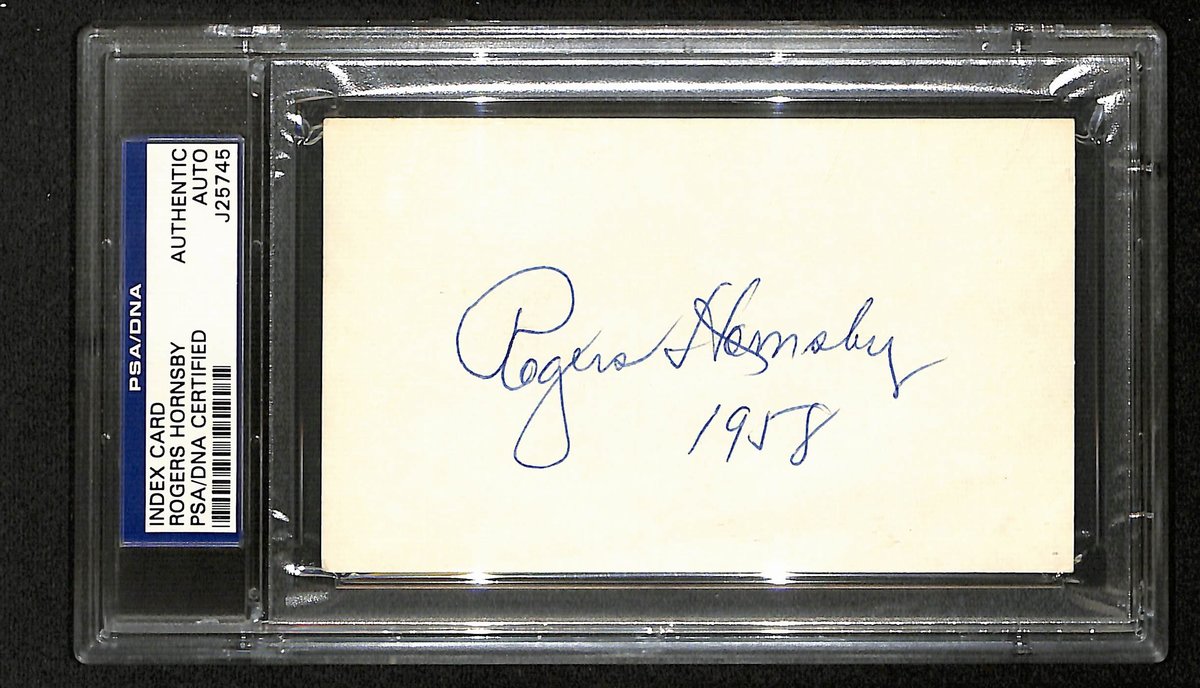 PSA/DNA
INDEX CARD
ROGERS HORNSBY AUTHENTIC
PSA/DNA CERTIFIED AUTO
J25745
Rogers Hornsby
1958